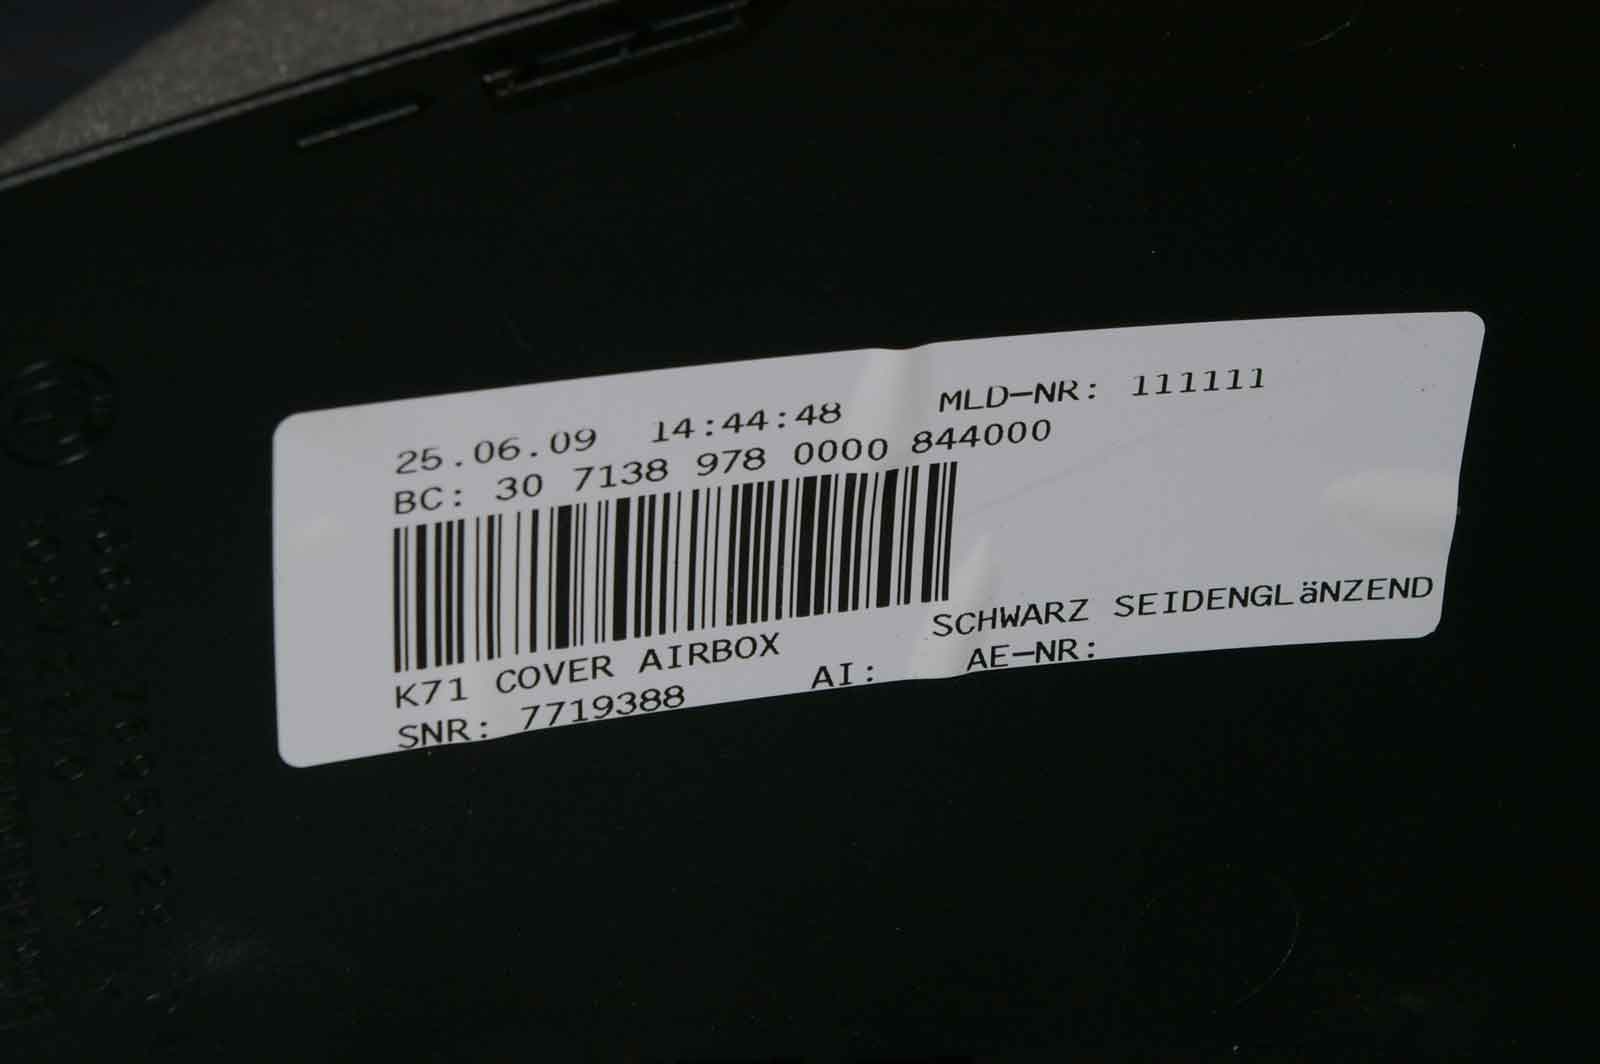 25.06.09 14:44:48 MLD-NR: 111111
BC: 30 7138 978 0000 844000
K71 COVER AIRBOX SCHWARZ SEIDENGLäNZEND
SNR: 7719388 AI: AE-NR: